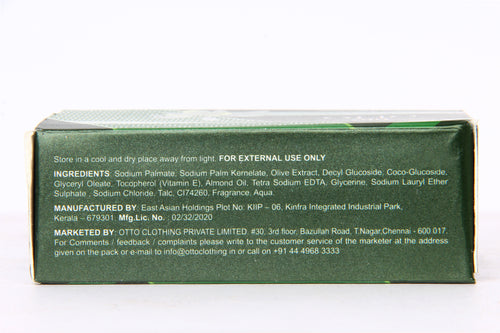 Store in a cool and dry place away from light. FOR EXTERNAL USE ONLY
INGREDIENTS: Sodium Palmate, Sodium Palm Kernelate, Olive Extract, Decyl Glucoside, Coco-Glucoside,
Glyceryl Oleate, Tocopherol (Vitamin E), Almond Oil, Tetra Sodium EDTA, Glycerine, Sodium Lauryl Ether
Sulphate , Sodium Chloride, Talc, CI74260, Fragrance, Aqua.
MANUFACTURED BY: East Asian Holdings Plot No: KIIP – 06, Kinfra Integrated Industrial Park,
Kerala – 679301. Mfg.Lic. No. : 02/32/2020
MARKETED BY: OTTO CLOTHING PRIVATE LIMITED. #30, 3rd floor, Bazullah Road, T.Nagar,Chennai - 600 017.
For Comments / feedback / complaints please write to the customer service of the marketer at the address
given on the pack or e-mail to info@ottoclothing.in or call on +91 44 4968 3333